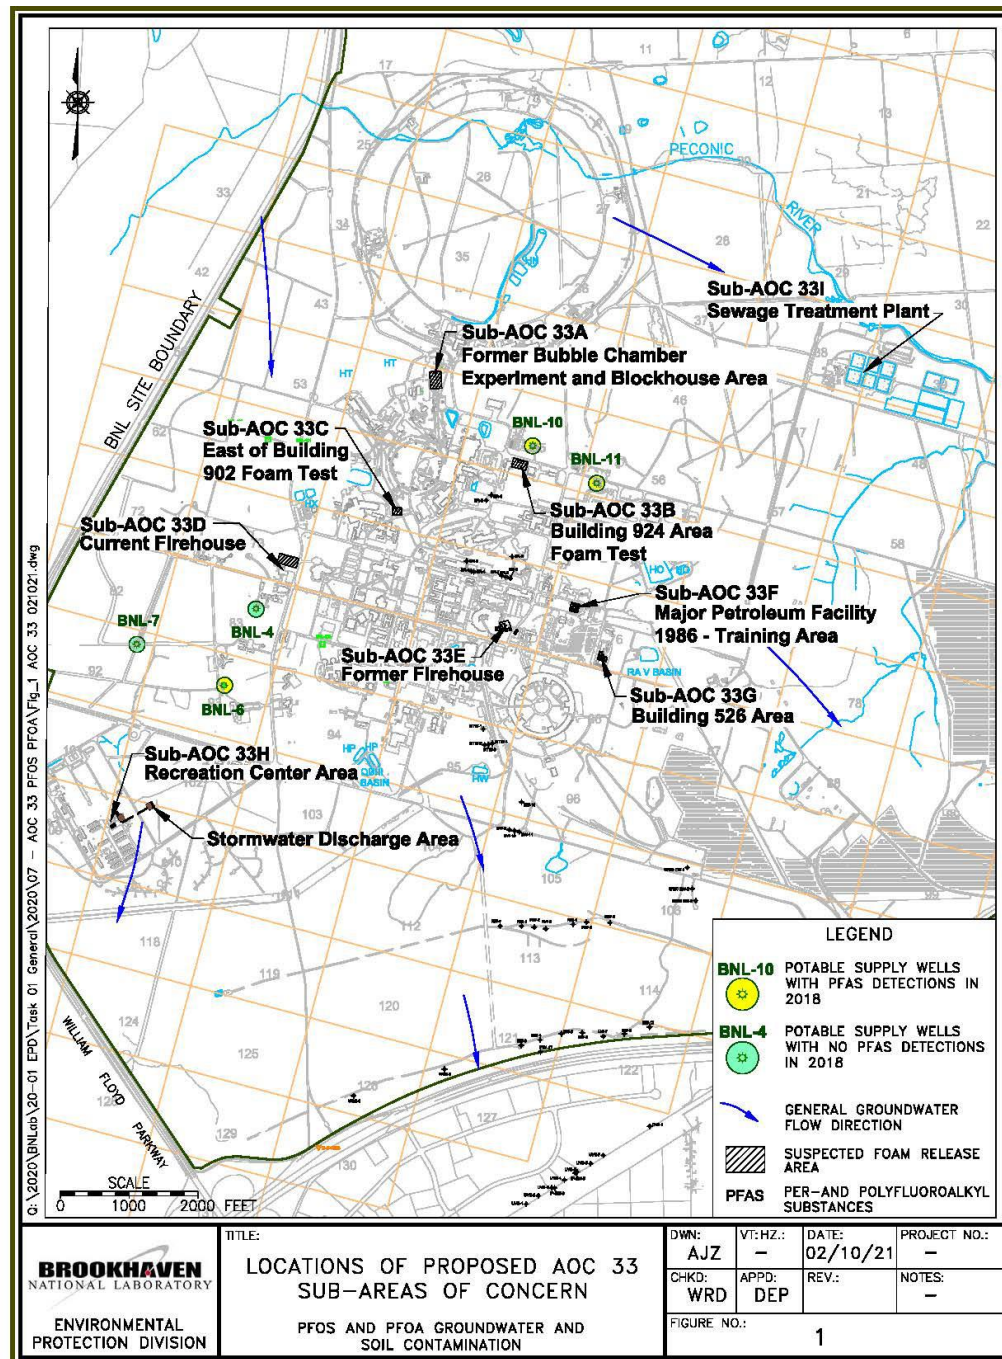 PECONIC
RIVER
BNL SITE BOUNDARY
Sub-AOC 33I
Sewage Treatment Plant
Sub-AOC 33A
Former Bubble Chamber
Experiment and Blockhouse Area
Sub-AOC 33C
East of Building
902 Foam Test
BNL-10
BNL-11
Sub-AOC 33B
Building 924 Area
Foam Test
Sub-AOC 33D
Current Firehouse
Sub-AOC 33F
Major Petroleum Facility
1986 - Training Area
BNL-7
BNL-4
Sub-AOC 33E
Former Firehouse
RA V BASIN
Sub-AOC 33G
Building 526 Area
BNL-6
Sub-AOC 33H
Recreation Center Area
Stormwater Discharge Area
WILLIAM
FLOYD
PARKWAY
SCALE
0 1000 2000 FEET
LEGEND
BNL-10 POTABLE SUPPLY WELLS
WITH PFAS DETECTIONS IN
2018
BNL-4 POTABLE SUPPLY WELLS
WITH NO PFAS DETECTIONS
IN 2018
GENERAL GROUNDWATER
FLOW DIRECTION
SUSPECTED FOAM RELEASE
AREA
PFAS PER-AND POLYFLUOROALKYL
SUBSTANCES
G:\2020\BNLab\20-01 EPD\Task 01 General\2020\07 - AOC 33 PFOS PFOA\Fig_1 AOC 33 021021.dwg
BROOKHAVEN
NATIONAL LABORATORY
ENVIRONMENTAL
PROTECTION DIVISION
TITLE:
LOCATIONS OF PROPOSED AOC 33
SUB-AREAS OF CONCERN
PFOS AND PFOA GROUNDWATER AND
SOIL CONTAMINATION
DWN:
AJZ
VT:HZ.:
-
DATE:
02/10/21
PROJECT NO.:
-
CHKD:
WRD
APPD:
DEP
REV.:
NOTES:
-
FIGURE NO.:
1